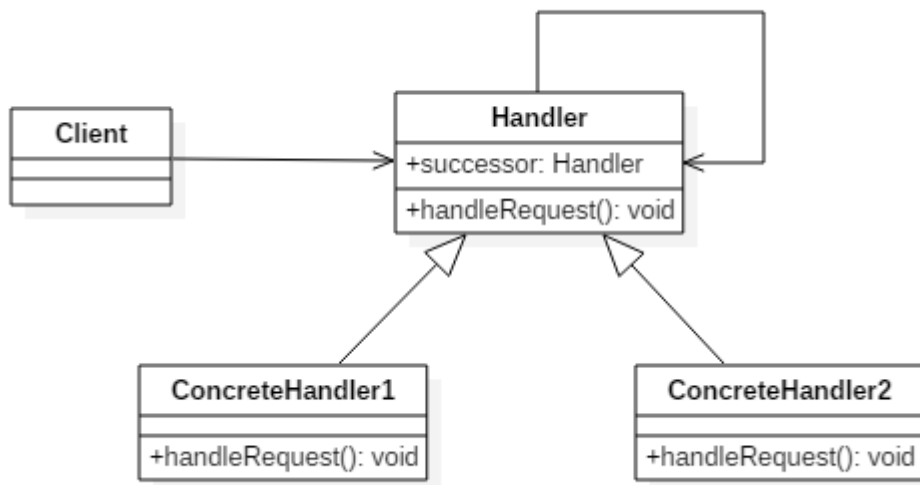 Handler
Client
+successor: Handler
+handleRequest(): void
ConcreteHandler1
ConcreteHandler2
+handleRequest(): void
+handleRequest(): void